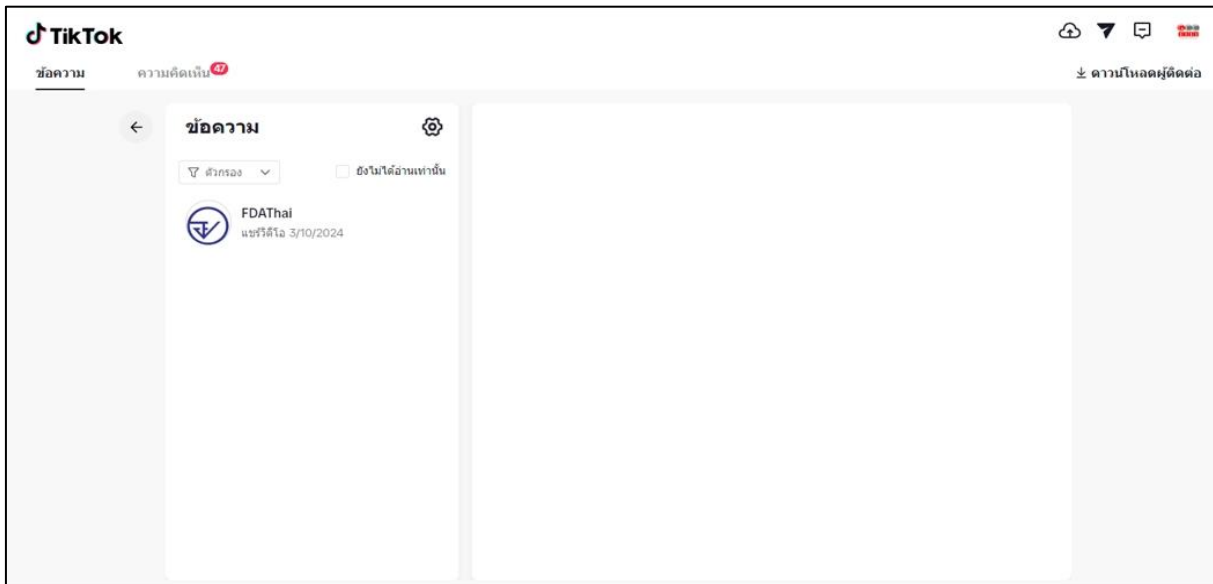 TikTok
ข้อความ ความคิดเห็น 47 ดาวน์โหลดผู้ติดต่อ
ข้อความ
ตัวกรอง ยังไม่ได้อ่านเท่านั้น
FDAThai
แชร์วิดีโอ 3/10/2024